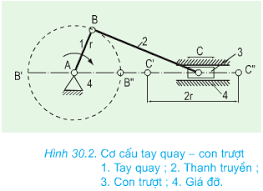 B
1 r
2
C
3
A
B'
4
B''
C'
4
C''
2r
Hình 30.2. Cơ cấu tay quay – con trượt
1. Tay quay ; 2. Thanh truyền ;
3. Con trượt ; 4. Giá đỡ.